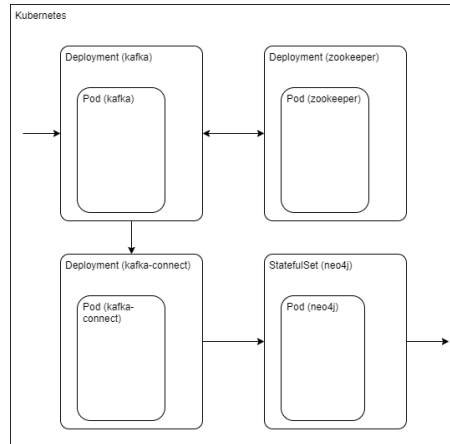 Kubernetes
Deployment (kafka)
Pod (kafka)
Deployment (zookeeper)
Pod (zookeeper)
Deployment (kafka-connect)
Pod (kafka-
connect)
StatefulSet (neo4j)
Pod (neo4j)